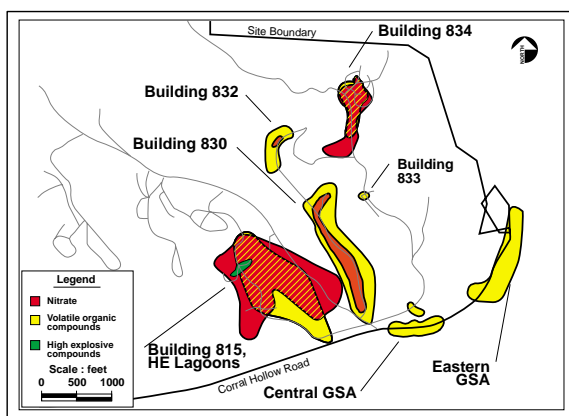 Building 834
Site Boundary
NORTH
Building 832
Building 830
Building
833
Legend
Nitrate
Volatile organic
compounds
High explosive
compounds
Scale : feet
0 500 1000
Building 815,
HE Lagoons
Corral Hollow Road
Central GSA
Eastern
GSA